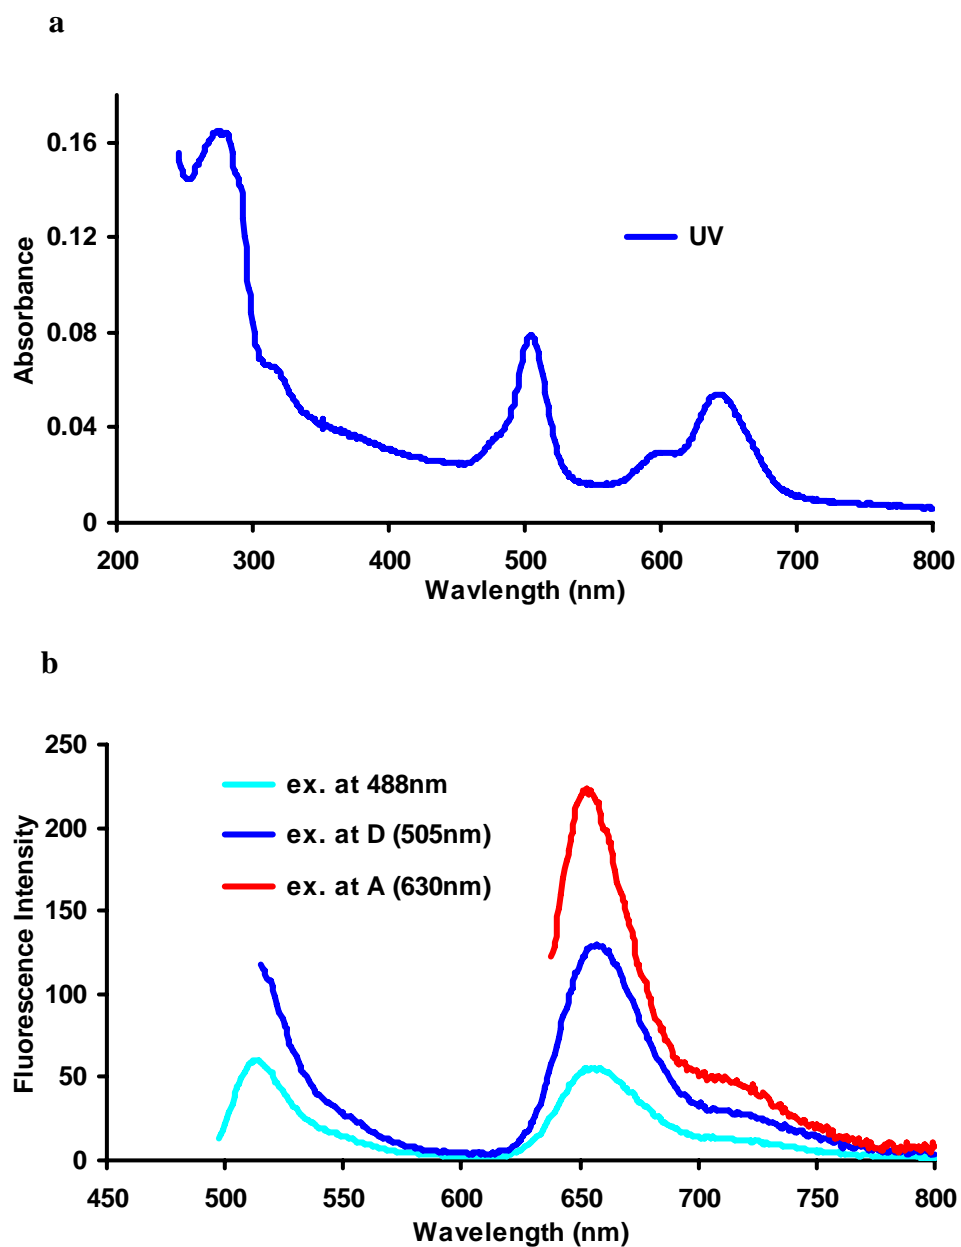 a
0.16
0.12
0.08
0.04
0
Absorbance
UV
200 300 400 500 600 700 800
Wavlength (nm)
b
250
200
150
100
50
0
Fluorescence Intensity
ex. at 488nm
ex. at D (505nm)
ex. at A (630nm)
450 500 550 600 650 700 750 800
Wavelength (nm)